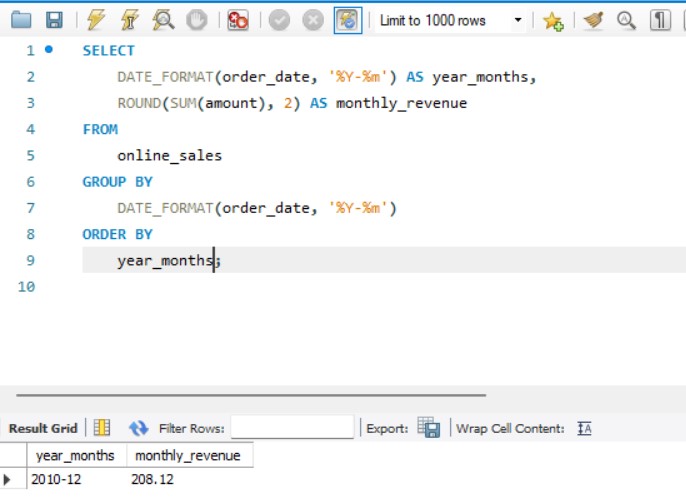 Limit to 1000 rows
1 SELECT
2 DATE_FORMAT(order_date, '%Y-%m') AS year_months,
3 ROUND(SUM(amount), 2) AS monthly_revenue
4 FROM
5 online_sales
6 GROUP BY
7 DATE_FORMAT(order_date, '%Y-%m')
8 ORDER BY
9 year_months;
10
Result Grid Filter Rows: Export: Wrap Cell Content: IA
year_months monthly_revenue
2010-12 208.12